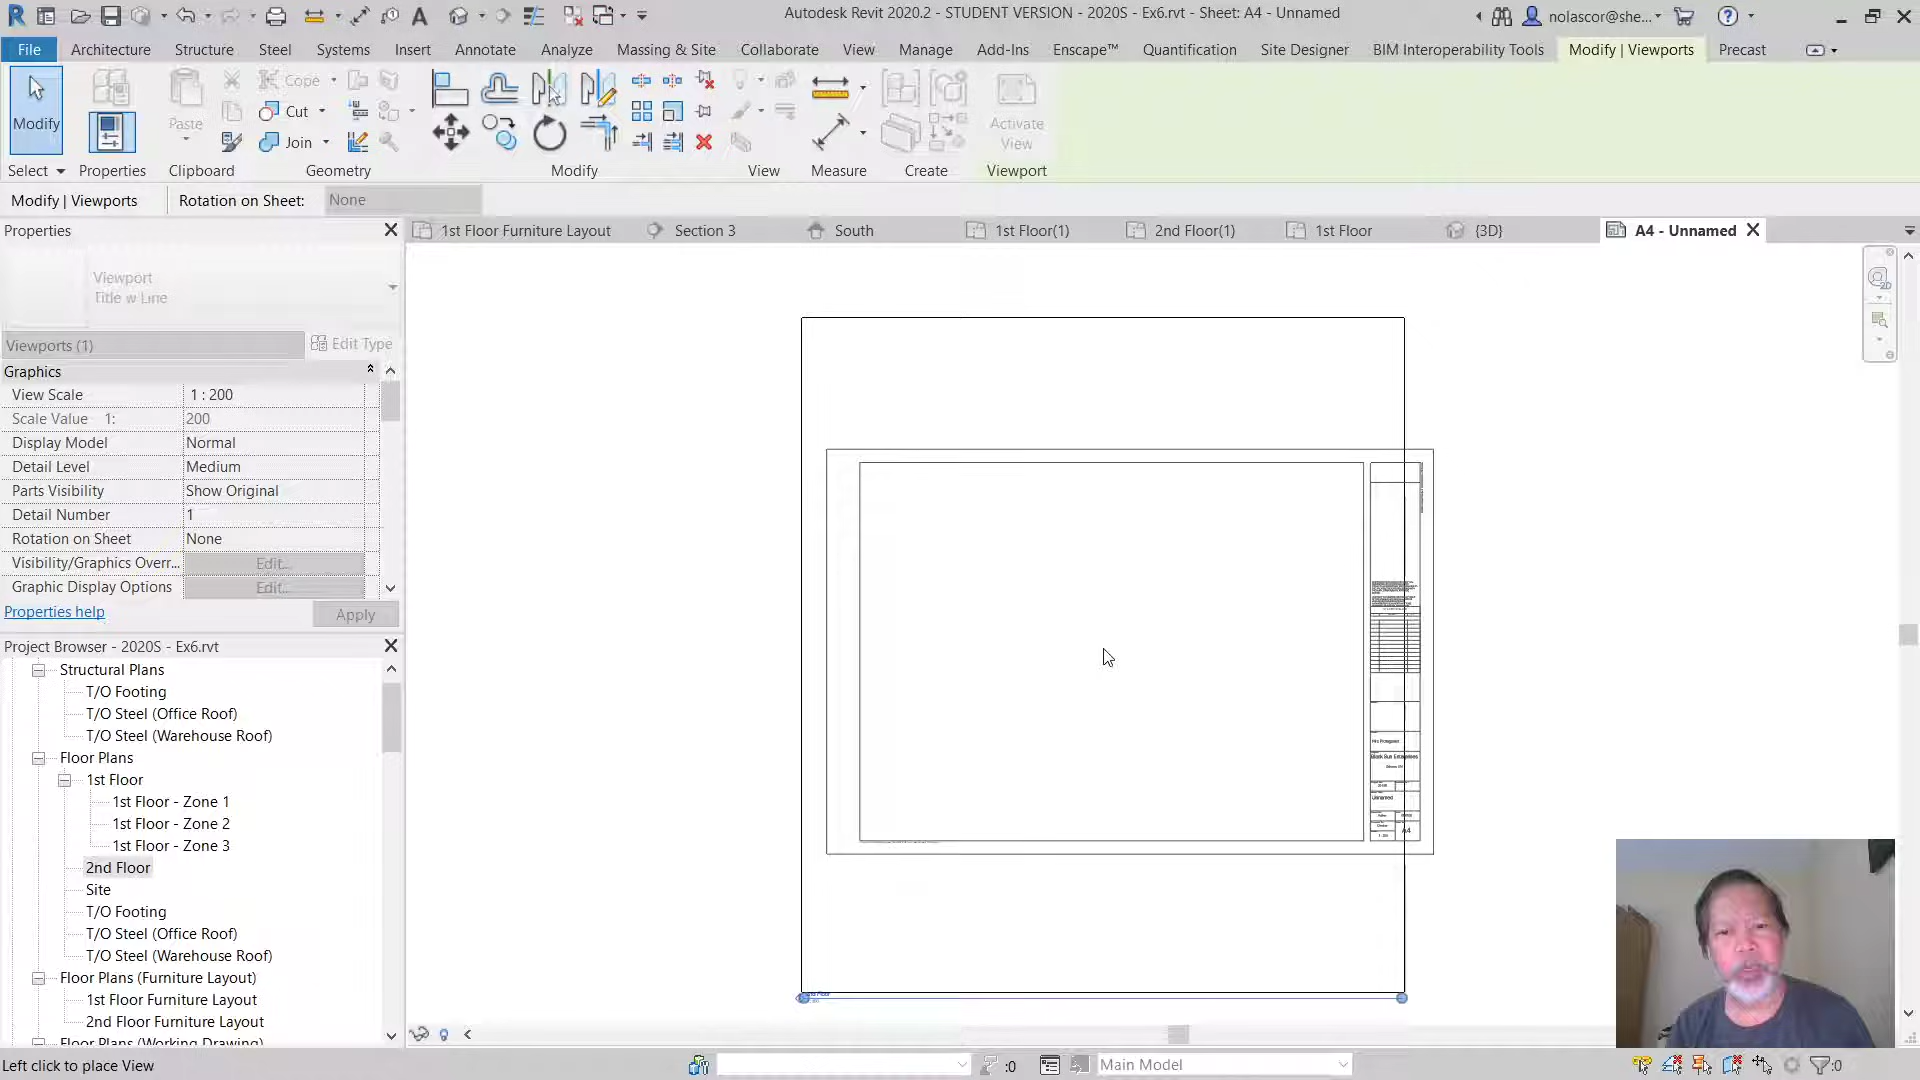 Autodesk Revit 2020.2 - STUDENT VERSION - 2020S - Ex6.rvt - Sheet: A4 - Unnamed
nolascor@she...
File Architecture Structure Steel Systems Insert Annotate Analyze Massing & Site Collaborate View Manage Add-Ins Enscape™ Quantification Site Designer BIM Interoperability Tools Modify | Viewports Precast
Modify
Paste
Cope
Cut
Join
Activate
View
Select Properties Clipboard Geometry Modify View Measure Create Viewport
Modify | Viewports Rotation on Sheet: None
Properties
1st Floor Furniture Layout Section 3 South 1st Floor(1) 2nd Floor(1) 1st Floor {3D} A4 - Unnamed
Viewport
Title w Line
Viewports (1) Edit Type
Graphics
View Scale 1 : 200
Scale Value 1: 200
Display Model Normal
Detail Level Medium
Parts Visibility Show Original
Detail Number 1
Rotation on Sheet None
Visibility/Graphics Overr... Edit...
Graphic Display Options Edit...
Properties help Apply
Project Browser - 2020S - Ex6.rvt
Structural Plans
T/O Footing
T/O Steel (Office Roof)
T/O Steel (Warehouse Roof)
Floor Plans
1st Floor
1st Floor - Zone 1
1st Floor - Zone 2
1st Floor - Zone 3
2nd Floor
Site
T/O Footing
T/O Steel (Office Roof)
T/O Steel (Warehouse Roof)
Floor Plans (Furniture Layout)
1st Floor Furniture Layout
2nd Floor Furniture Layout
Floor Plans (Working Drawing)
Unnamed
A4
2nd Floor
Left click to place View
:0
Main Model
:0